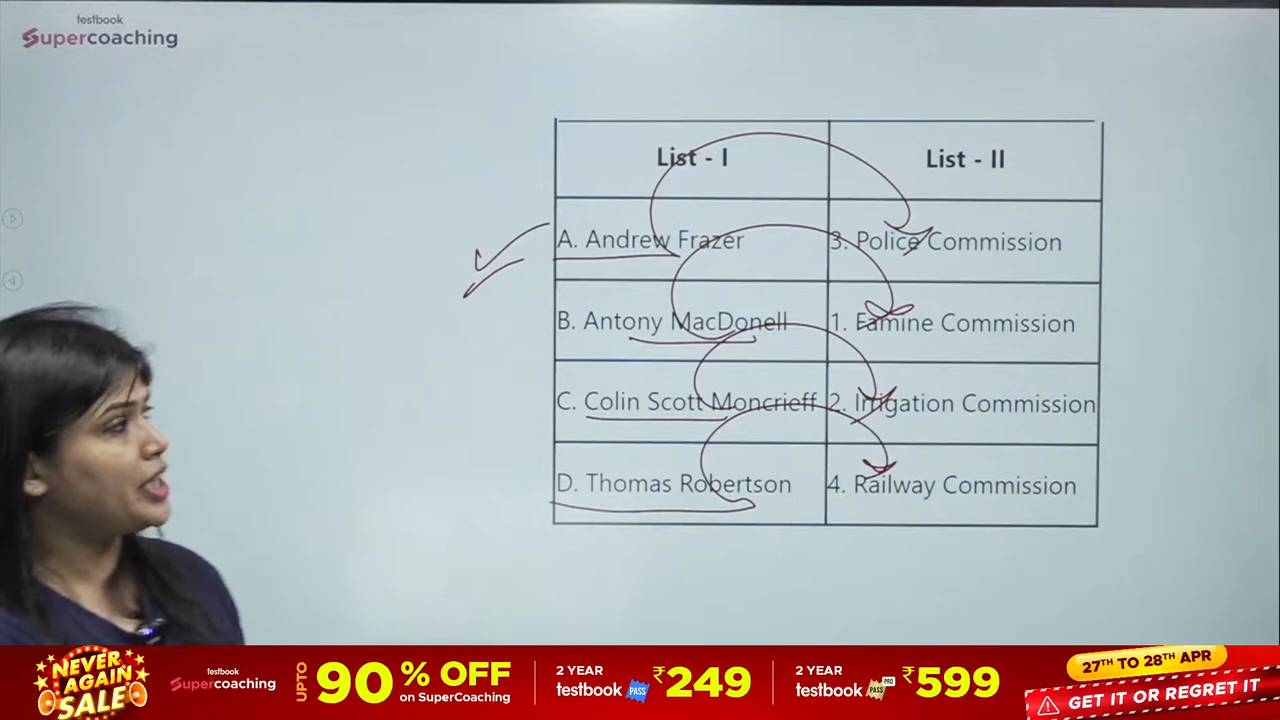 testbook
Supercoaching
List - I
List - II
A. Andrew Frazer
3. Police Commission
B. Antony MacDonell
1. Famine Commission
C. Colin Scott Moncrieff
2. Irrigation Commission
D. Thomas Robertson
4. Railway Commission
NEVER
AGAIN
SALE
testbook
Supercoaching
UPTO
90% OFF
on SuperCoaching
2 YEAR
testbook PASS
₹249
2 YEAR
testbook PASS PRO
₹599
27TH TO 28TH APR
GET IT OR REGRET IT